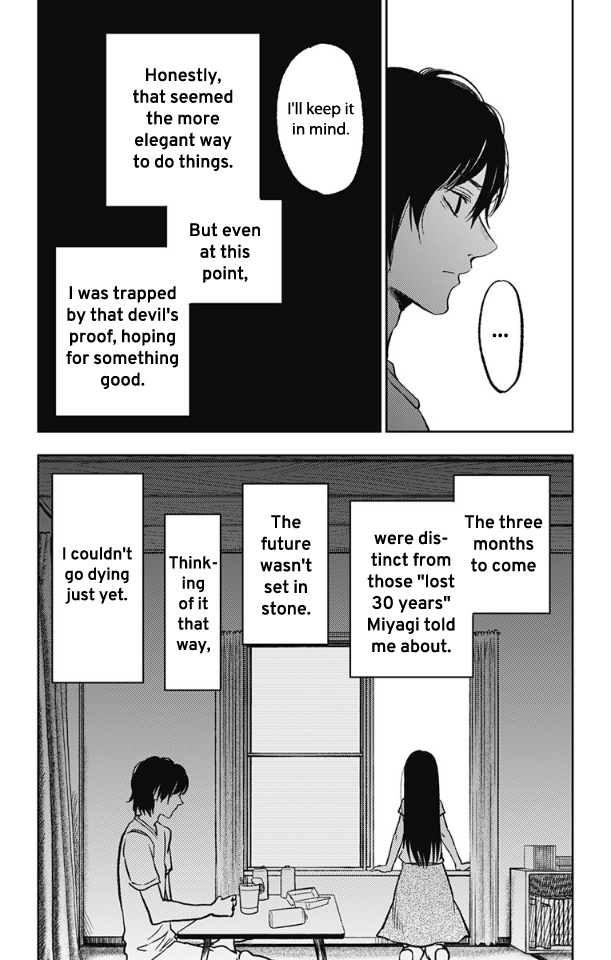 ...
I'll keep it
in mind.
Honestly,
that seemed
the more
elegant way
to do things.
But even
at this
point,
I was trapped
by that devil's
proof, hoping
for something
good.
The three
months
to come
were dis-
tinct from
those "lost
30 years"
Miyagi told
me about.
The
future
wasn't
set in
stone.
Think-
ing
of it
that
way,
I couldn't
go dying
just yet.